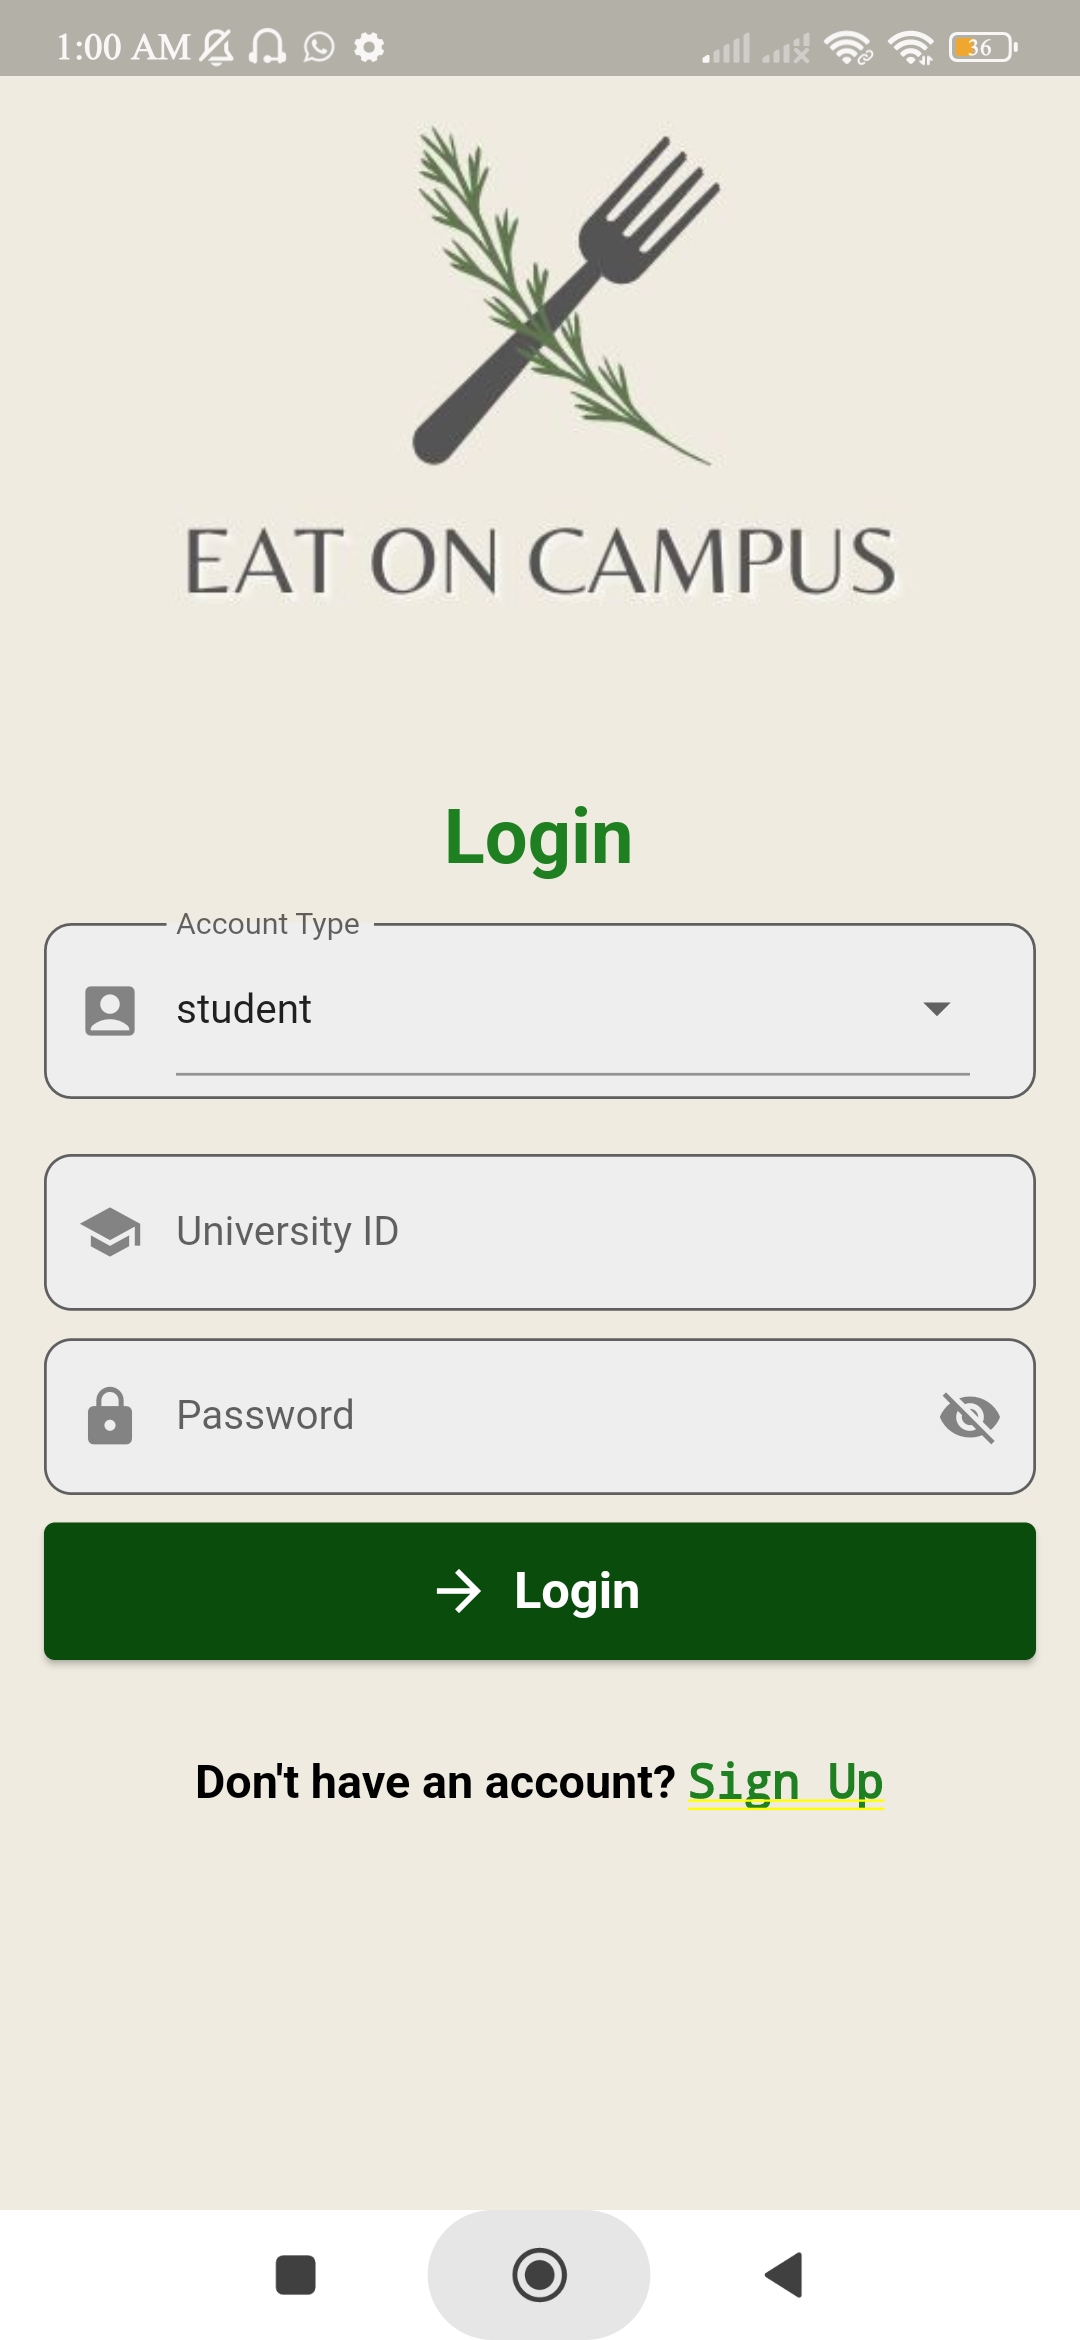 1:00 AM
36
EAT ON CAMPUS
Login
Account Type
student
University ID
Password
Login
Don't have an account? Sign Up